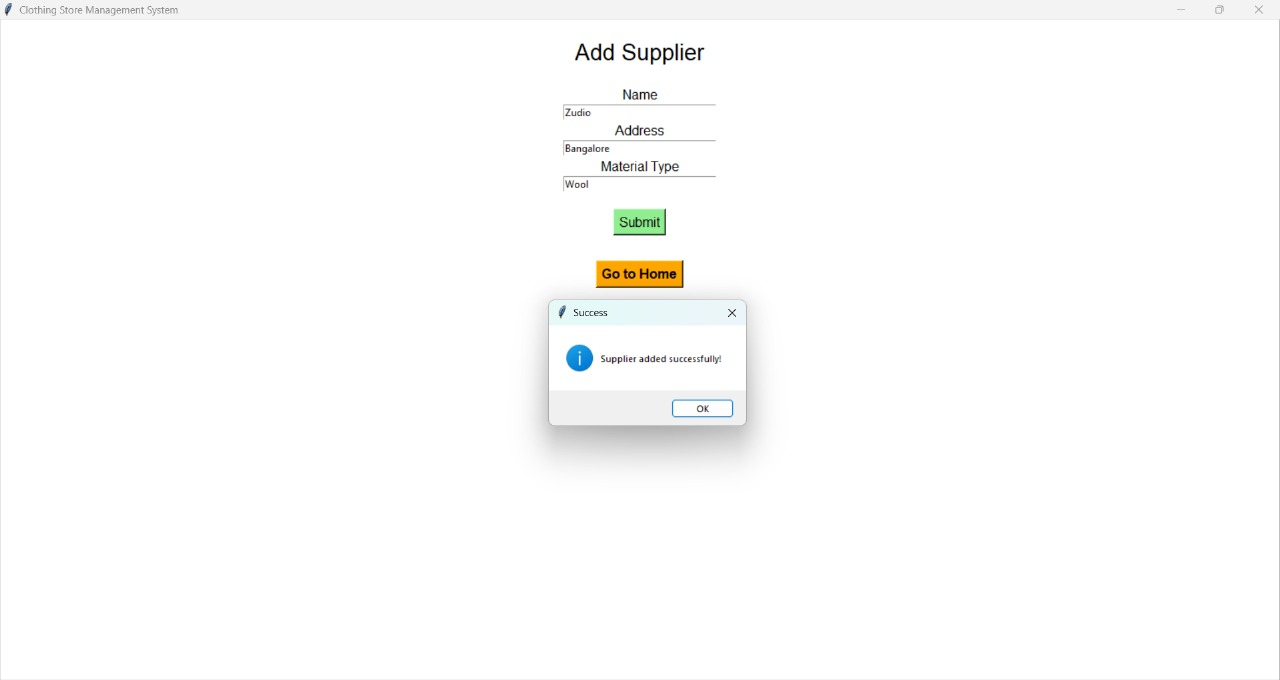 Clothing Store Management System
Add Supplier
Name
Zudio
Address
Bangalore
Material Type
Wool
Submit
Go to Home
Success
Supplier added successfully!
OK